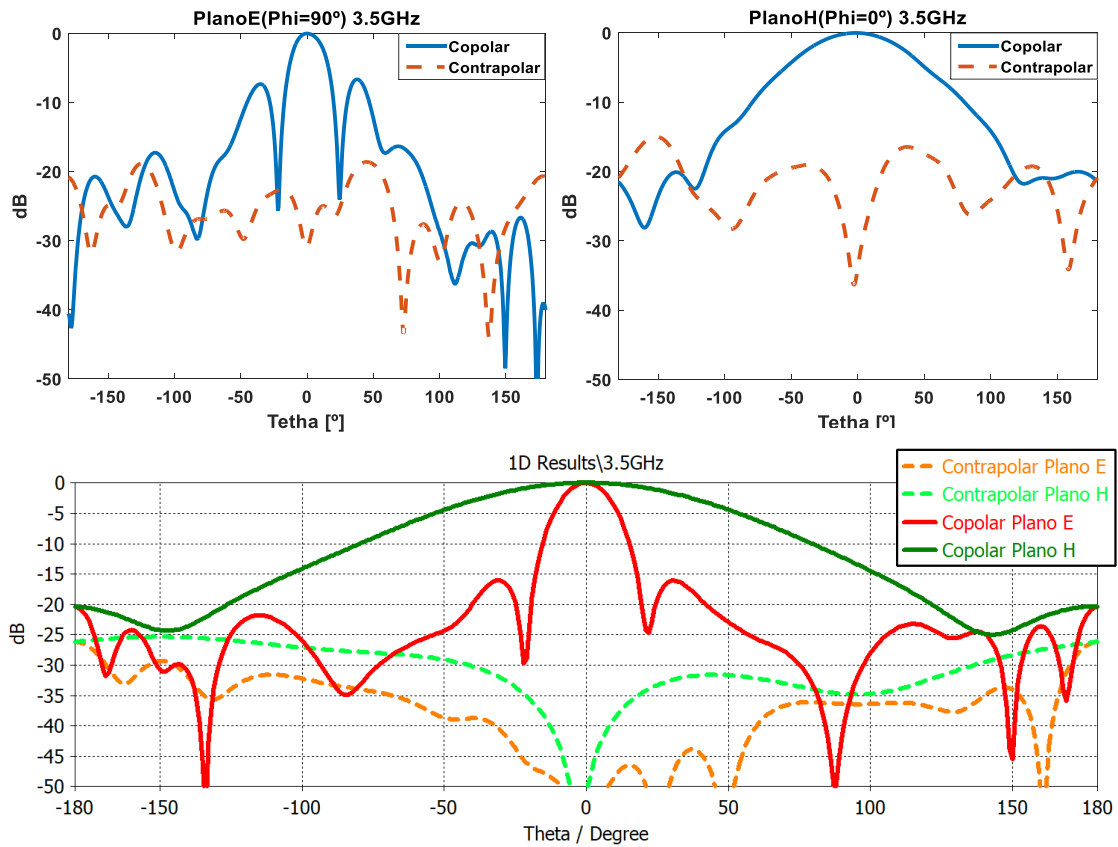 PlanoE(Phi=90º) 3.5GHz
Copolar
Contrapolar
0
-10
-20
-30
-40
-50
dB
-150
-100
-50
0
50
100
150
Tetha [º]
PlanoH(Phi=0º) 3.5GHz
Copolar
Contrapolar
0
-10
-20
-30
-40
-50
dB
-150
-100
-50
0
50
100
150
Tetha [º]
1D Results\3.5GHz
Contrapolar Plano E
Contrapolar Plano H
Copolar Plano E
Copolar Plano H
0
-5
-10
-15
-20
-25
-30
-35
-40
-45
-50
dB
-180
-150
-100
-50
0
50
100
150
180
Theta / Degree